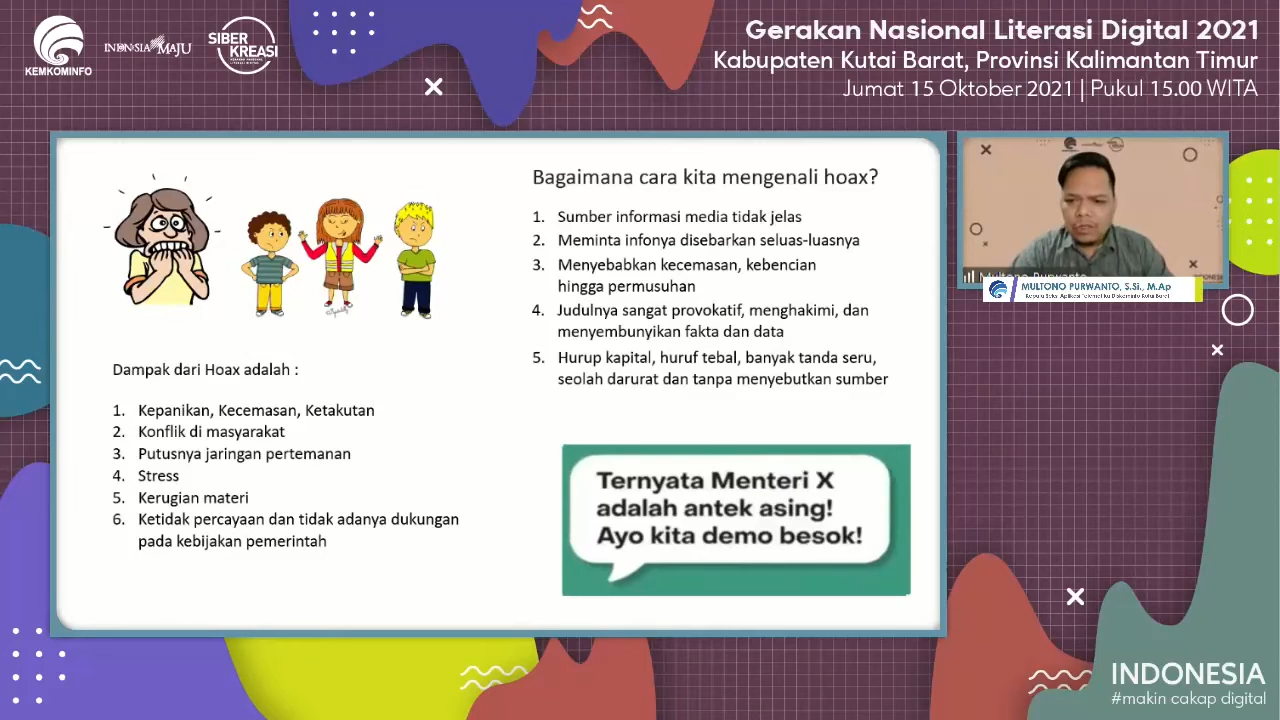 KEMKOMINFO
INDONESIA MAJU
SIBER
KREASI
Gerakan Nasional Literasi Digital 2021
Kabupaten Kutai Barat, Provinsi Kalimantan Timur
Jumat 15 Oktober 2021 | Pukul 15.00 WITA
Dampak dari Hoax adalah :
1. Kepanikan, Kecemasan, Ketakutan
2. Konflik di masyarakat
3. Putusnya jaringan pertemanan
4. Stress
5. Kerugian materi
6. Ketidak percayaan dan tidak adanya dukungan
pada kebijakan pemerintah
Bagaimana cara kita mengenali hoax?
1. Sumber informasi media tidak jelas
2. Meminta infonya disebarkan seluas-luasnya
3. Menyebabkan kecemasan, kebencian
hingga permusuhan
4. Judulnya sangat provokatif, menghakimi, dan
menyembunyikan fakta dan data
5. Hurup kapital, huruf tebal, banyak tanda seru,
seolah darurat dan tanpa menyebutkan sumber
Ternyata Menteri X
adalah antek asing!
Ayo kita demo besok!
Multono Purwanto
MULTONO PURWANTO, S.Si., M.Ap
Kutai Barat
INDONESIA
#makin cakap digital